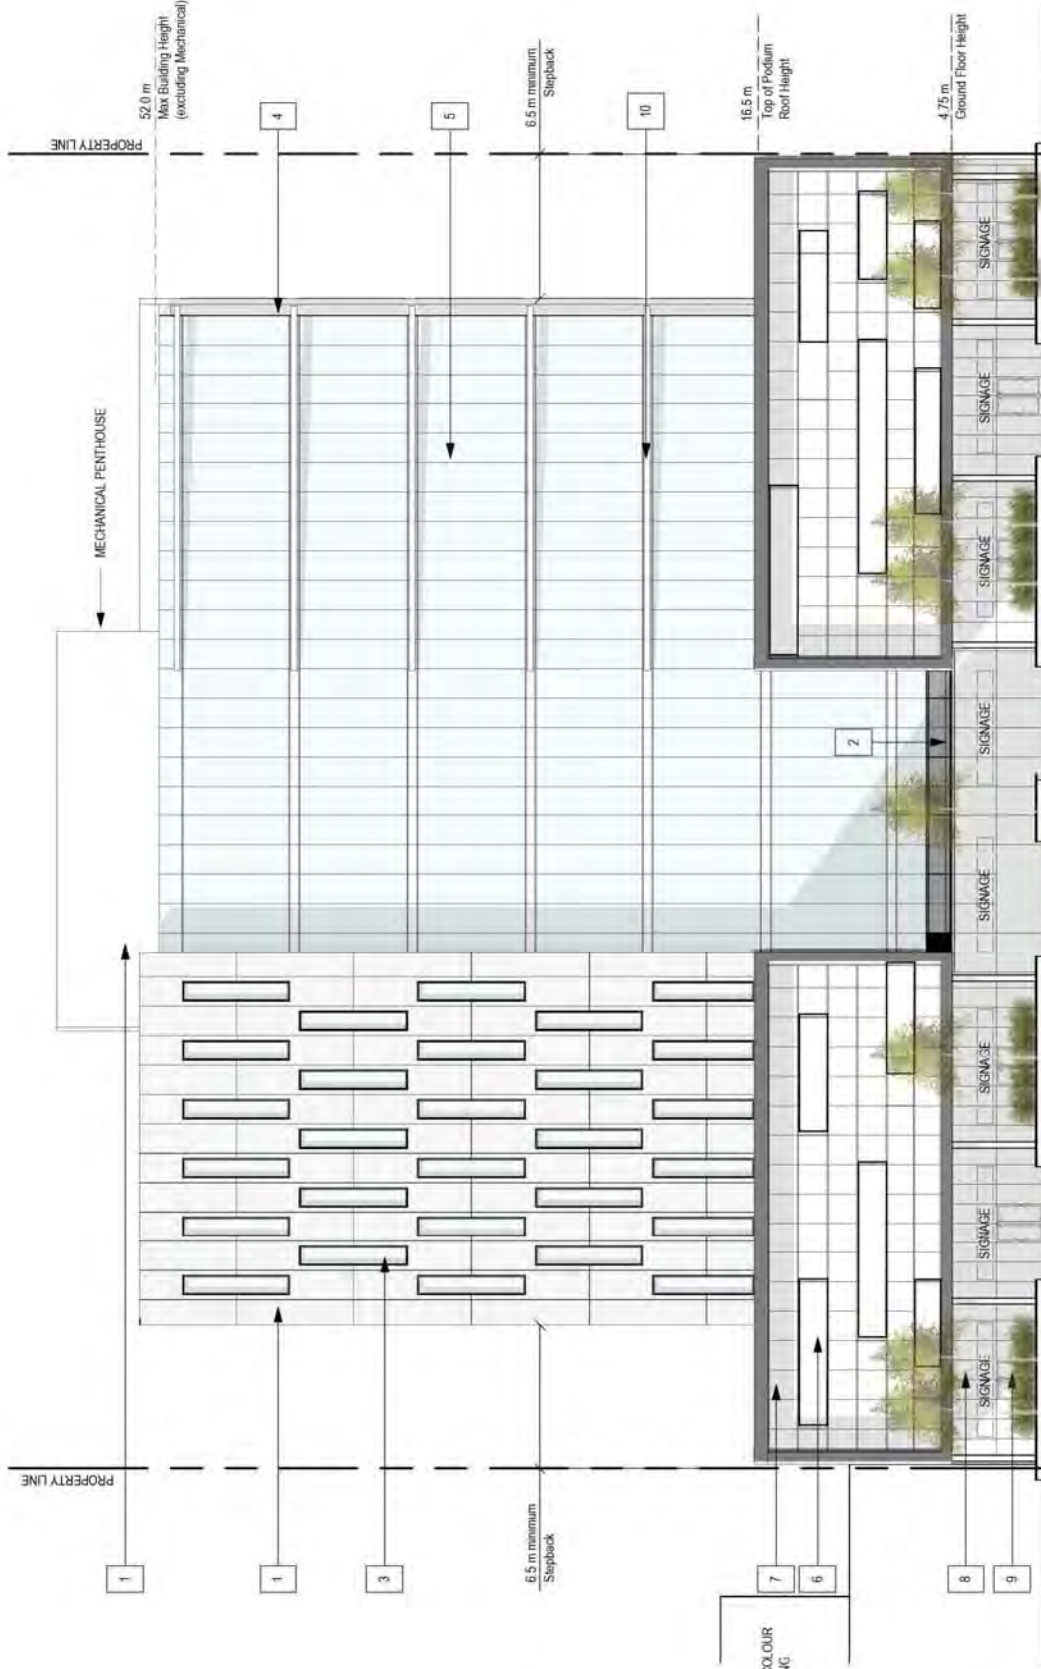 PROPERTY LINE
PROPERTY LINE
MECHANICAL PENTHOUSE
52.0 m
Max Building Height
(excluding Mechanical)
1
1
4
3
5
6.5 m minimum
Stepback
6.5 m minimum
Stepback
10
16.5 m
Top of Podium
Roof Height
7
6
2
4.75 m
Ground Floor Height
8
9
SIGNAGE
SIGNAGE
SIGNAGE
SIGNAGE
SIGNAGE
SIGNAGE
SIGNAGE
SIGNAGE